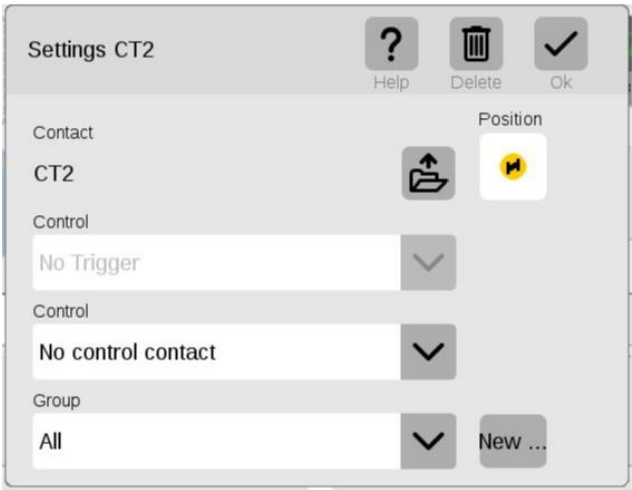 Settings CT2
Help
Delete
Ok
Contact
Position
CT2
Control
No Trigger
Control
No control contact
Group
All
New ...